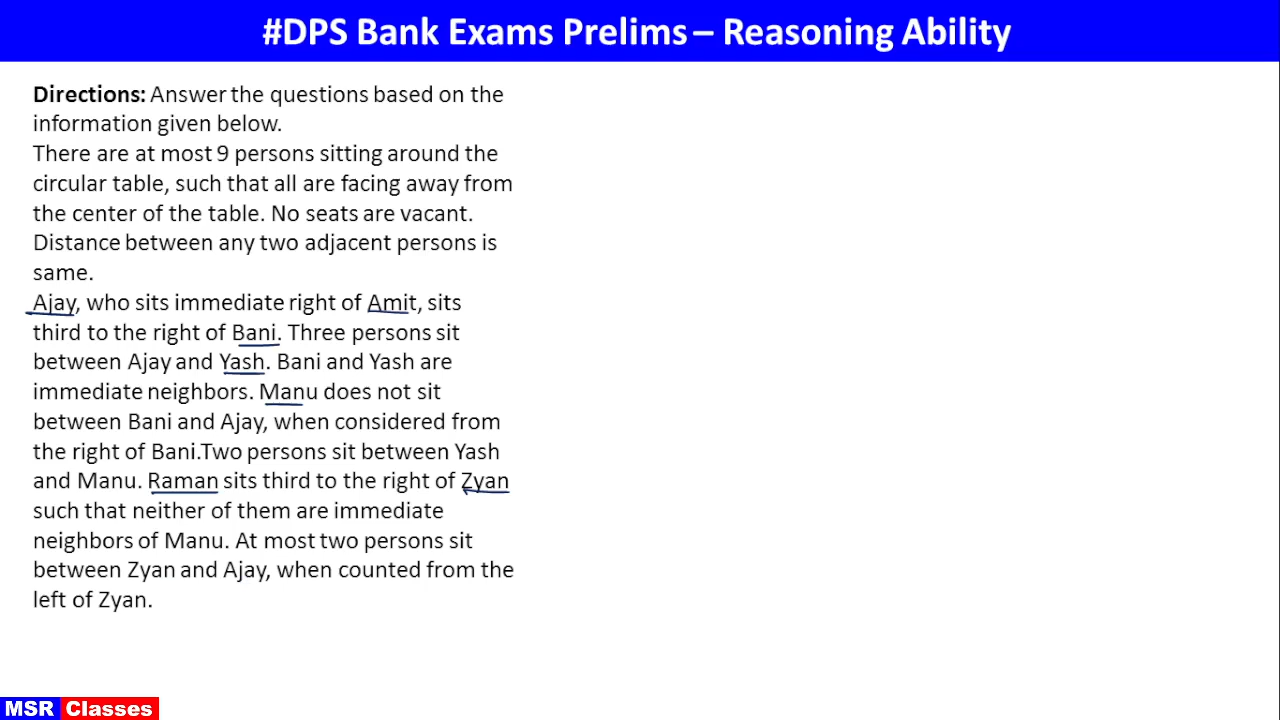 #DPS Bank Exams Prelims – Reasoning Ability
Directions: Answer the questions based on the
information given below.
There are at most 9 persons sitting around the
circular table, such that all are facing away from
the center of the table. No seats are vacant.
Distance between any two adjacent persons is
same.
Ajay, who sits immediate right of Amit, sits
third to the right of Bani. Three persons sit
between Ajay and Yash. Bani and Yash are
immediate neighbors. Manu does not sit
between Bani and Ajay, when considered from
the right of Bani.Two persons sit between Yash
and Manu. Raman sits third to the right of Zyan
such that neither of them are immediate
neighbors of Manu. At most two persons sit
between Zyan and Ajay, when counted from the
left of Zyan.
MSR Classes